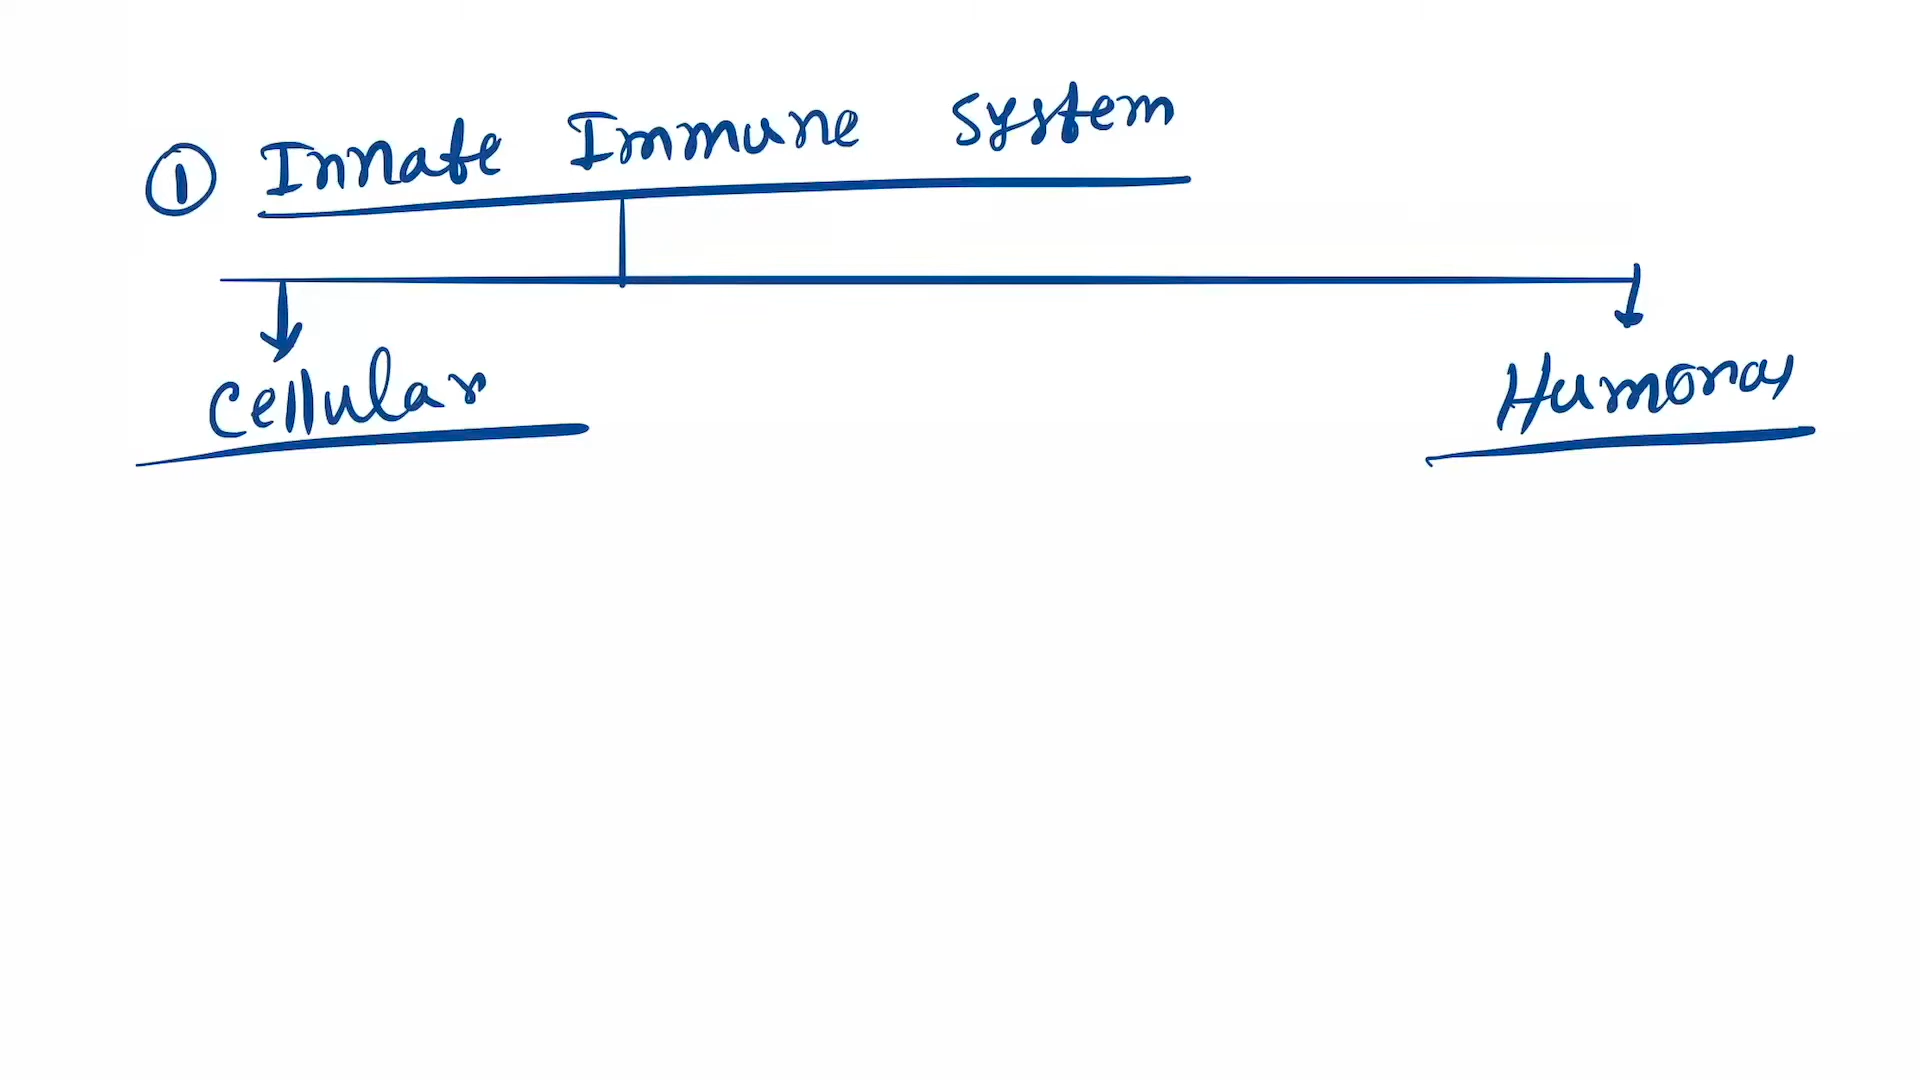 ① Innate Immune System
Cellular
Humoral